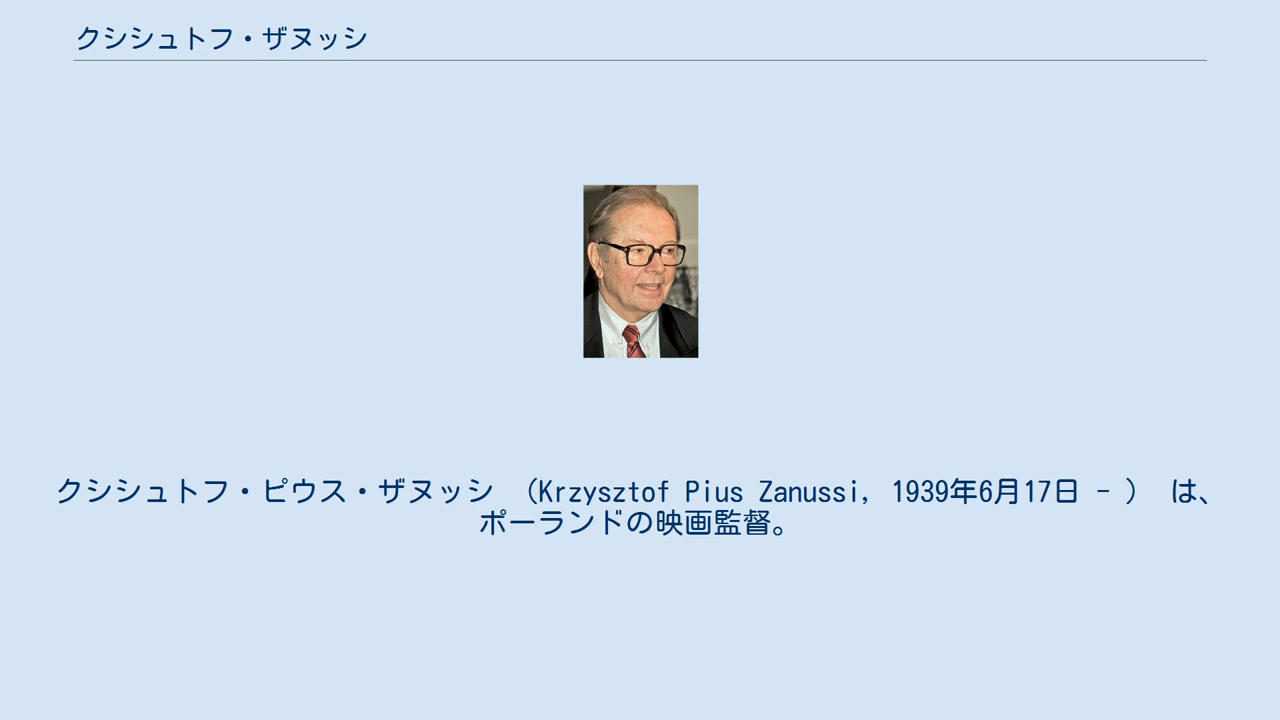 クシシュトフ・ザヌッシ
クシシュトフ・ピウス・ザヌッシ （Krzysztof Pius Zanussi, 1939年6月17日 - ） は、
ポーランドの映画監督。